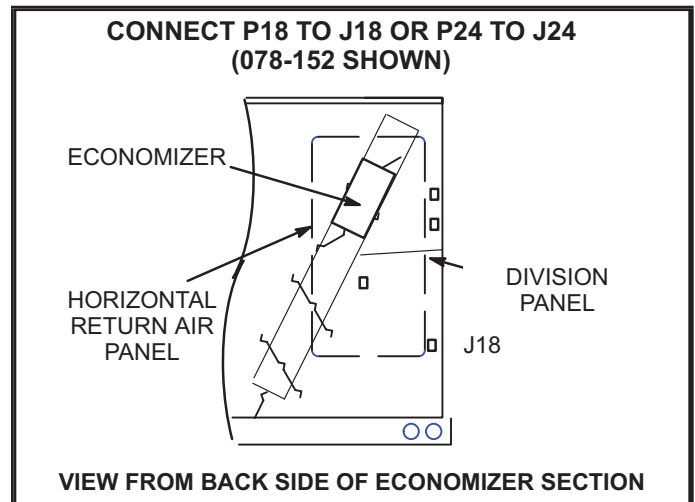 CONNECT P18 TO J18 OR P24 TO J24
(078-152 SHOWN)
ECONOMIZER
HORIZONTAL
RETURN AIR
PANEL
DIVISION
PANEL
J18
VIEW FROM BACK SIDE OF ECONOMIZER SECTION